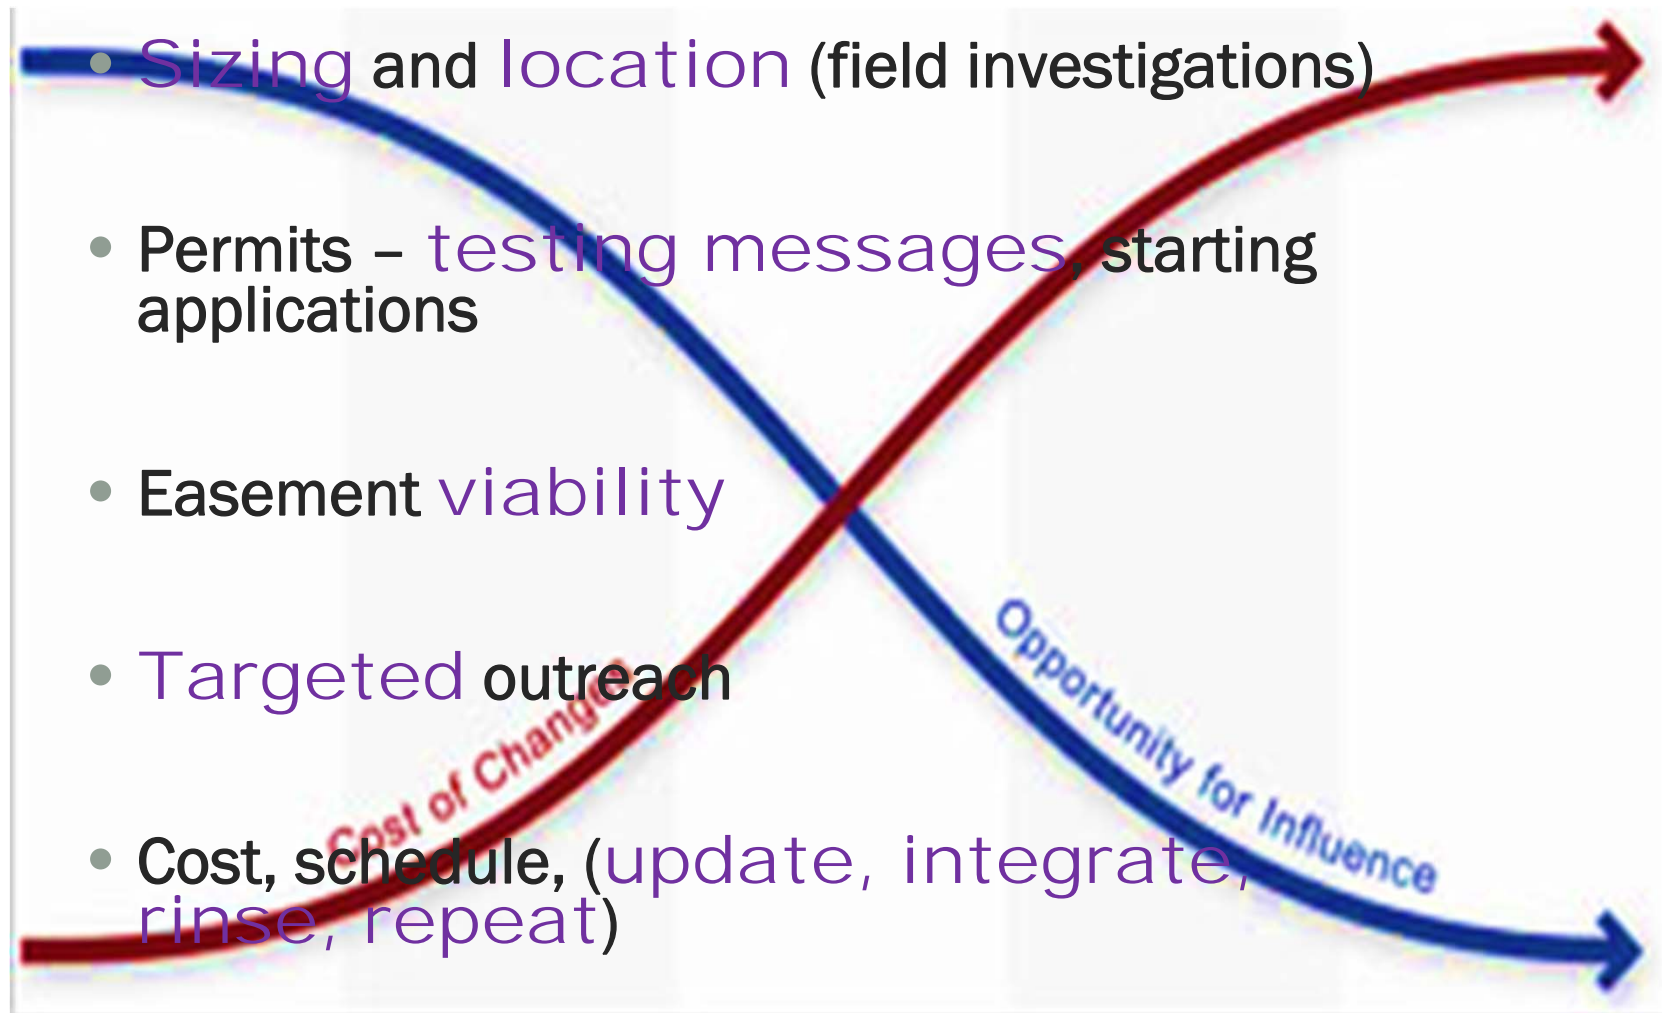 • Sizing and location (field investigations)
• Permits – testing messages, starting
applications
• Easement viability
• Targeted outreach
• Cost, schedule, (update, integrate,
rinse, repeat)
Cost of Changes
Opportunity for Influence